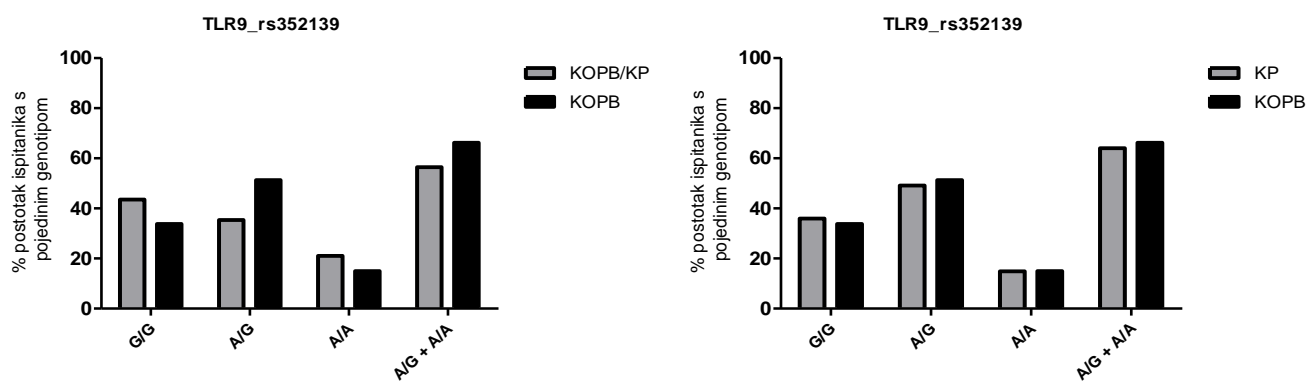 TLR9_rs352139
% postotak ispitanika s
pojedinim genotipom
100
80
60
40
20
0
G/G
A/G
A/A
A/G + A/A
KOPB/KP
KOPB
TLR9_rs352139
% postotak ispitanika s
pojedinim genotipom
100
80
60
40
20
0
G/G
A/G
A/A
A/G + A/A
KP
KOPB